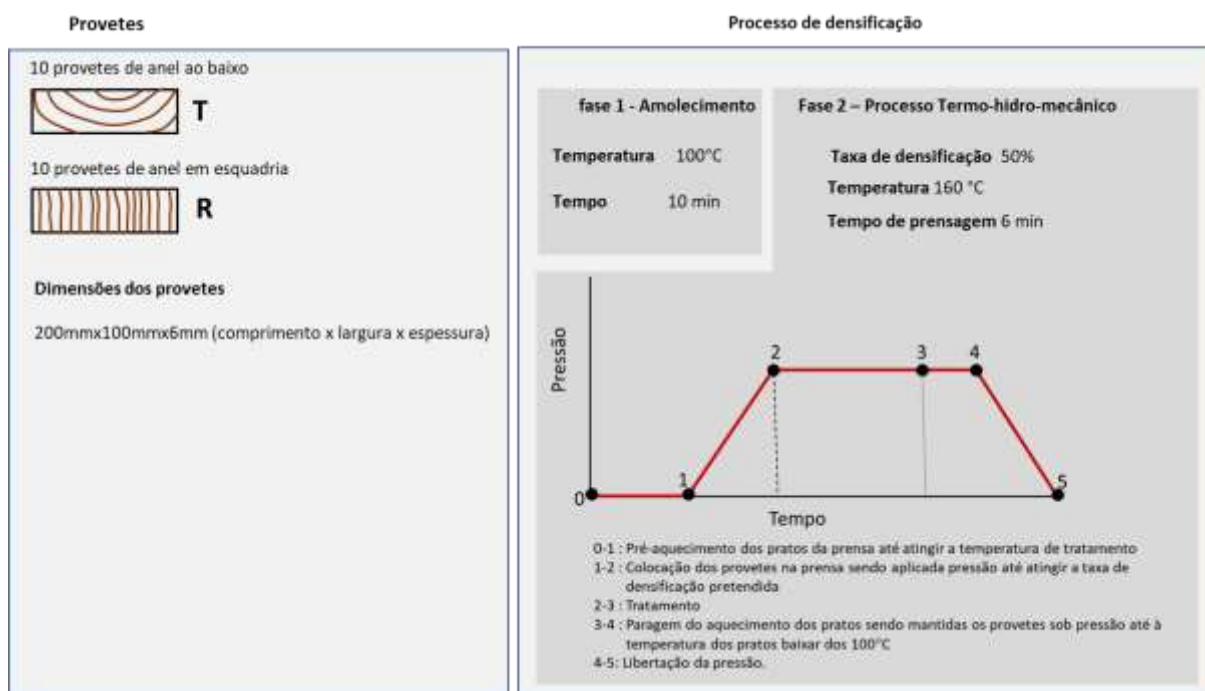 Provetes
10 provetes de anel ao baixo
T
10 provetes de anel em esquadria
R
Dimensões dos provetes
200mmx100mmx6mm (comprimento x largura x espessura)
Processo de densificação
fase 1 - Amolecimento
Temperatura 100°C
Tempo 10 min
Fase 2 – Processo Termo-hidro-mecânico
Taxa de densificação 50%
Temperatura 160 °C
Tempo de prensagem 6 min
Pressão
0
1
2
3
4
5
Tempo
0-1 : Pré-aquecimento dos pratos da prensa até atingir a temperatura de tratamento
1-2 : Colocação dos provetes na prensa sendo aplicada pressão até atingir a taxa de
densificação pretendida
2-3 : Tratamento
3-4 : Paragem do aquecimento dos pratos sendo mantidas os provetes sob pressão até à
temperatura dos pratos baixar dos 100°C
4-5: Libertação da pressão.